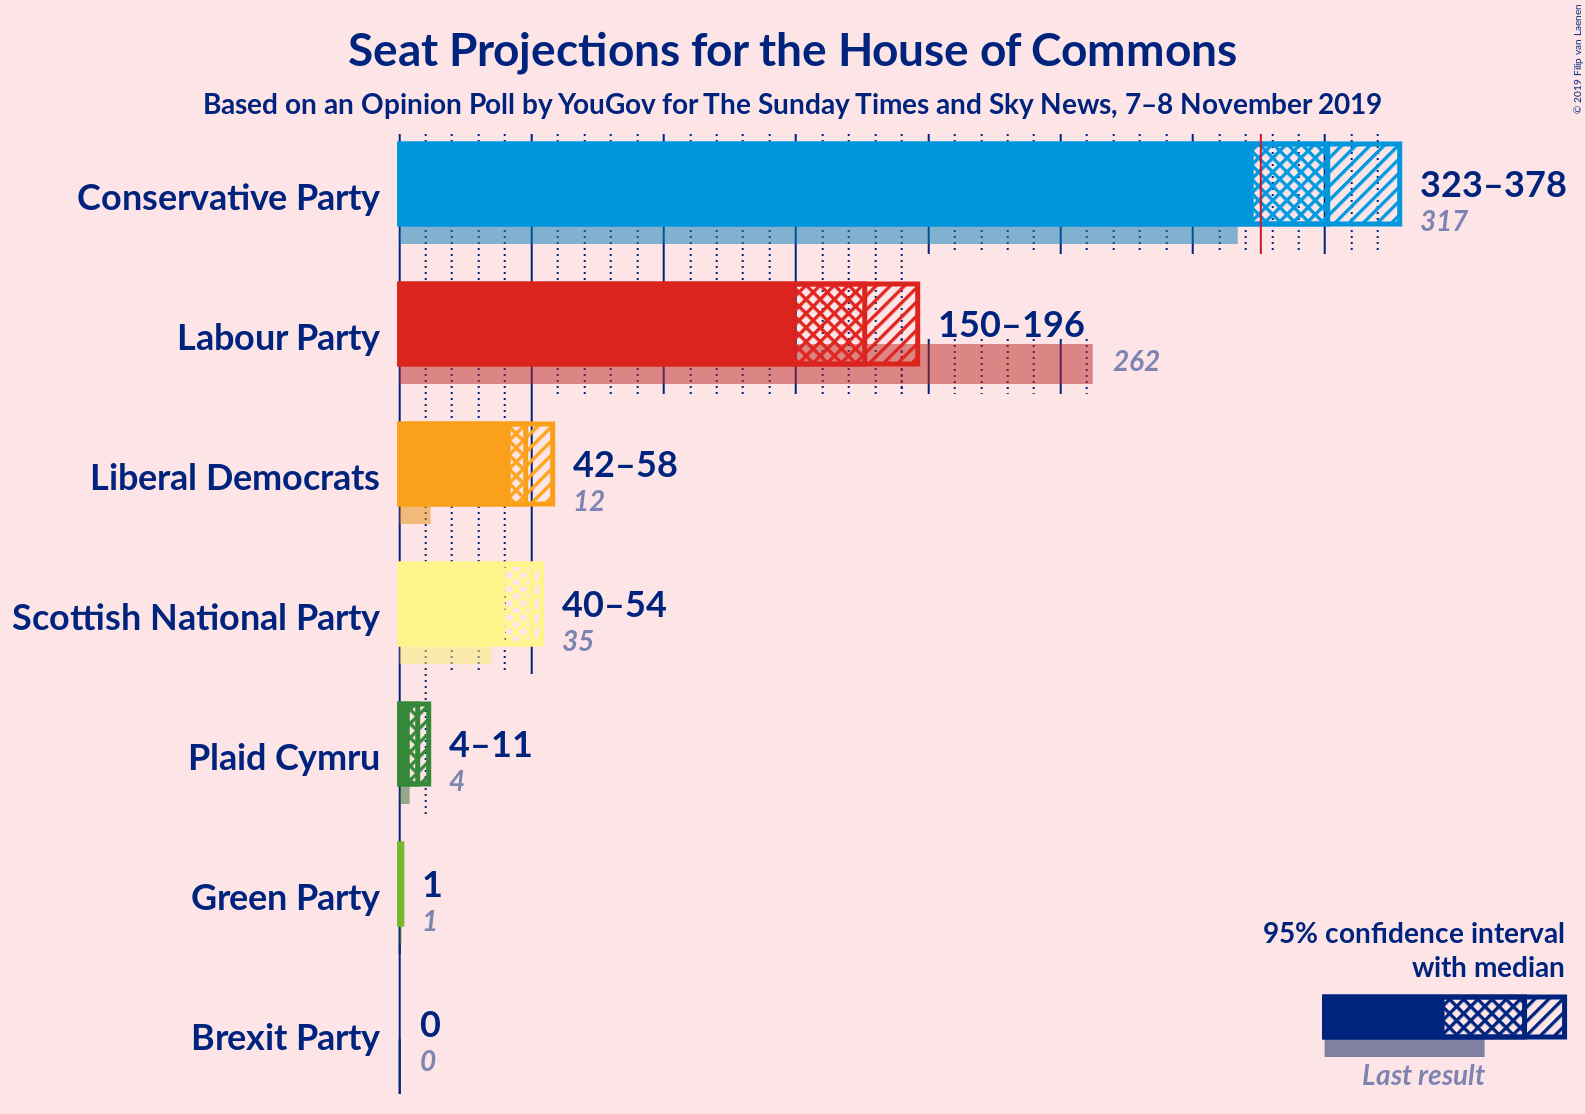 Seat Projections for the House of Commons
Based on an Opinion Poll by YouGov for The Sunday Times and Sky News, 7–8 November 2019
© 2019 Filip van Laenen
Conservative Party
323–378
317
Labour Party
150–196
262
Liberal Democrats
42–58
12
Scottish National Party
40–54
35
Plaid Cymru
4–11
4
Green Party
1
1
Brexit Party
0
0
95% confidence interval
with median
Last result